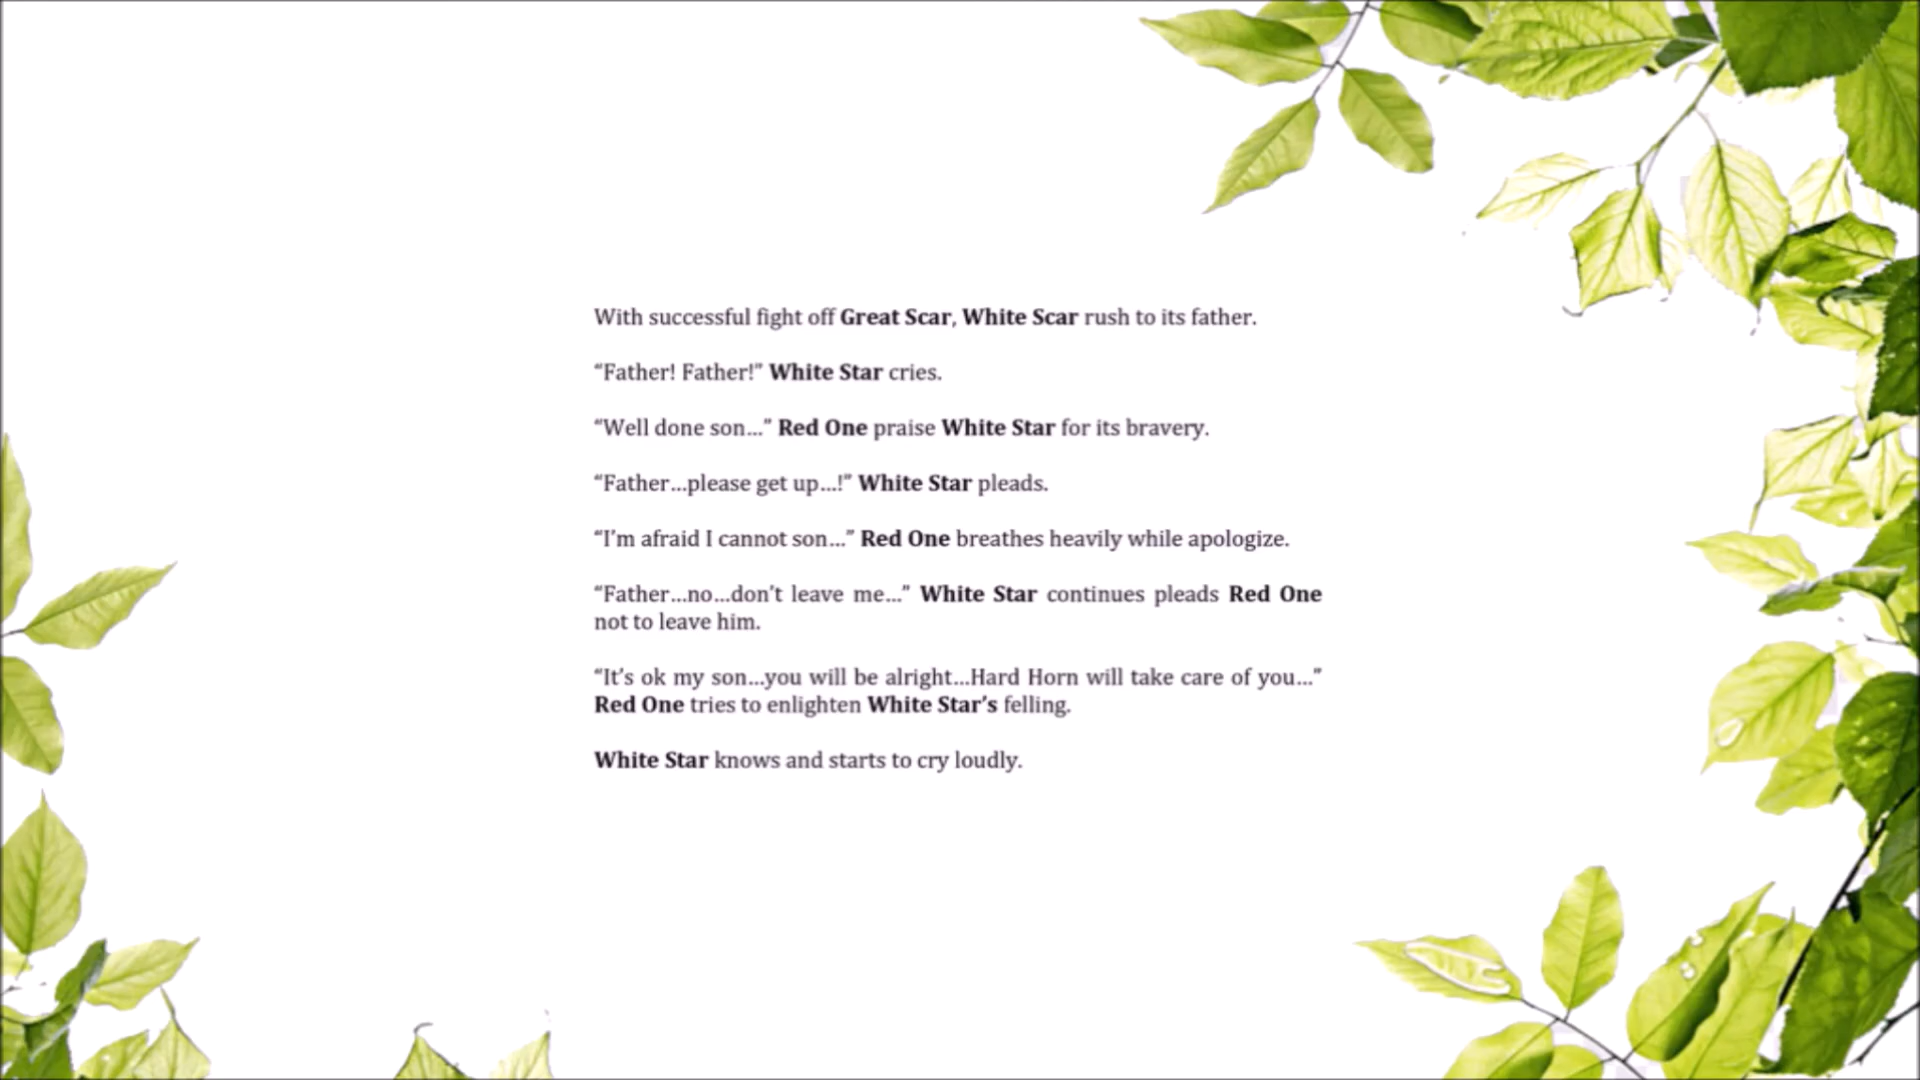 With successful fight off Great Scar, White Scar rush to its father.
“Father! Father!” White Star cries.
“Well done son...” Red One praise White Star for its bravery.
“Father...please get up...!” White Star pleads.
“I’m afraid I cannot son...” Red One breathes heavily while apologize.
“Father...no...don’t leave me...” White Star continues pleads Red One
not to leave him.
“It’s ok my son...you will be alright...Hard Horn will take care of you...”
Red One tries to enlighten White Star’s felling.
White Star knows and starts to cry loudly.